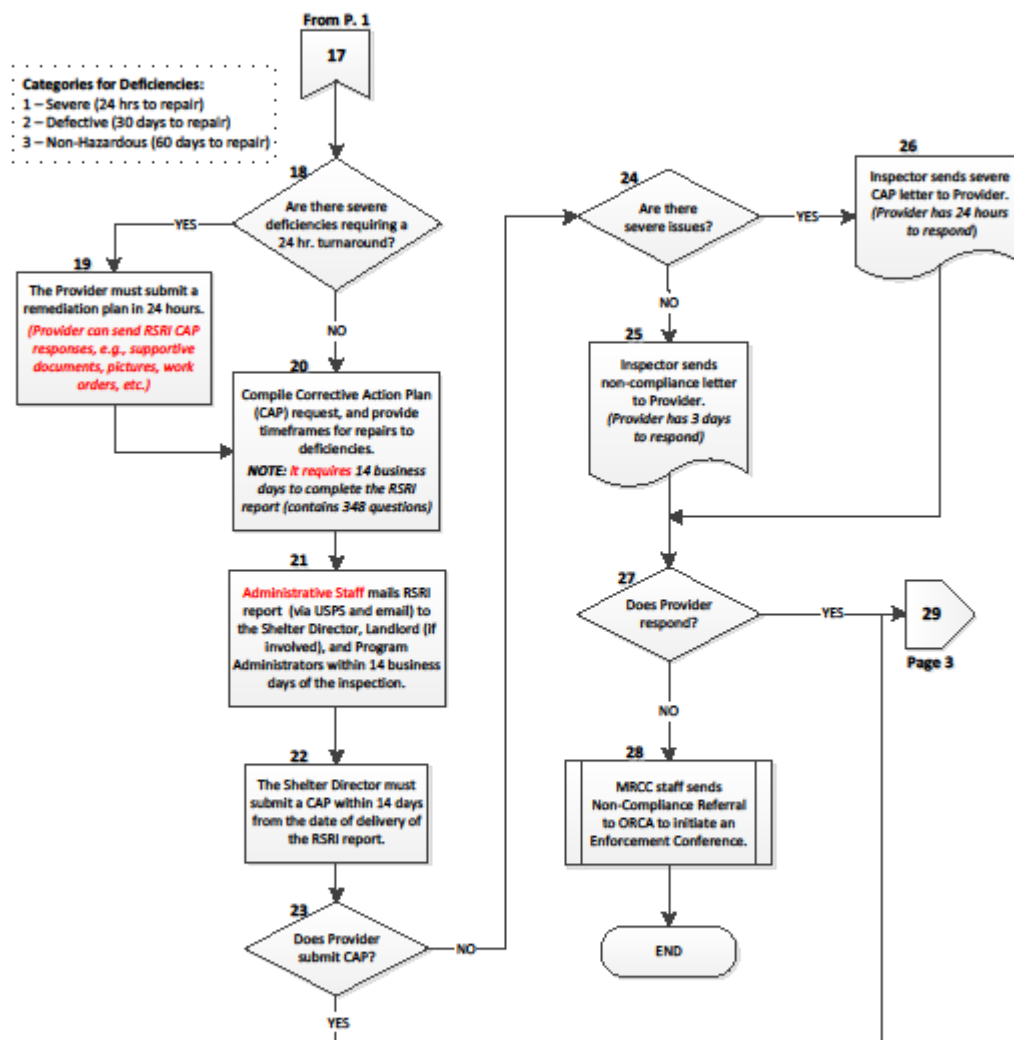 From P. 1
17
Categories for Deficiencies:
1 – Severe (24 hrs to repair)
2 – Defective (30 days to repair)
3 – Non-Hazardous (60 days to repair)
18
Are there severe
deficiencies requiring a
24 hr. turnaround?
YES
NO
19
The Provider must submit a
remediation plan in 24 hours.
(Provider can send RSRI CAP
responses, e.g., supportive
documents, pictures, work
orders, etc.)
20
Compile Corrective Action Plan
(CAP) request, and provide
timeframes for repairs to
deficiencies.
NOTE: It requires 14 business
days to complete the RSRI
report (contains 348 questions)
21
Administrative Staff mails RSRI
report (via USPS and email) to
the Shelter Director, Landlord (if
involved), and Program
Administrators within 14 business
days of the inspection.
22
The Shelter Director must
submit a CAP within 14 days
from the date of delivery of
the RSRI report.
23
Does Provider
submit CAP?
NO
YES
24
Are there
severe issues?
YES
NO
26
Inspector sends severe
CAP letter to Provider.
(Provider has 24 hours
to respond)
25
Inspector sends
non-compliance letter
to Provider.
(Provider has 3 days
to respond)
27
Does Provider
respond?
YES
29
Page 3
NO
28
MRCC staff sends
Non-Compliance Referral
to ORCA to initiate an
Enforcement Conference.
END